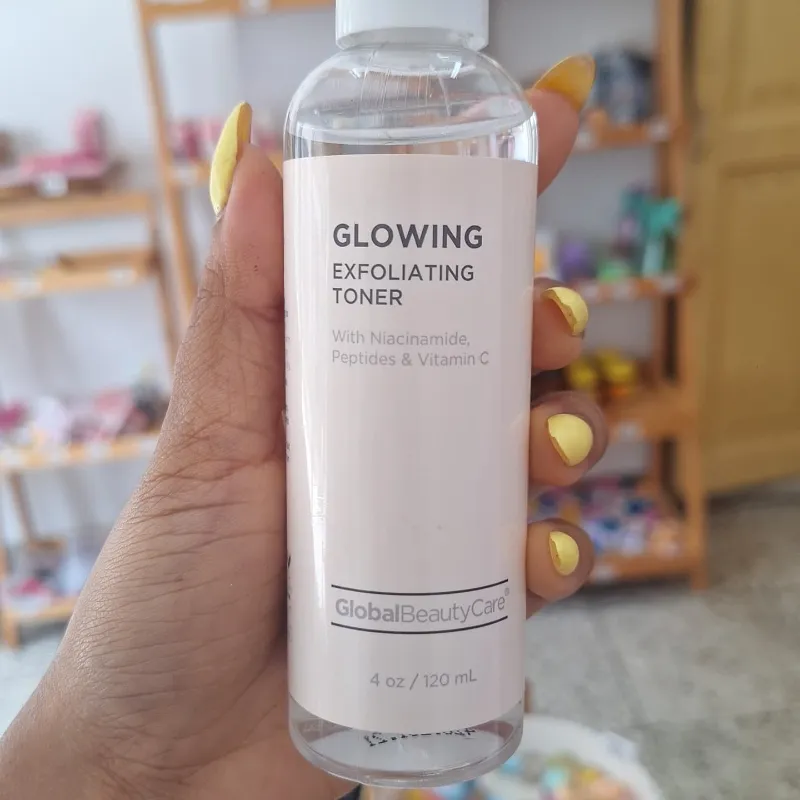 GLOWING
EXFOLIATING
TONER
With Niacinamide,
Peptides & Vitamin C
GlobalBeautyCare®
4 oz / 120 mL